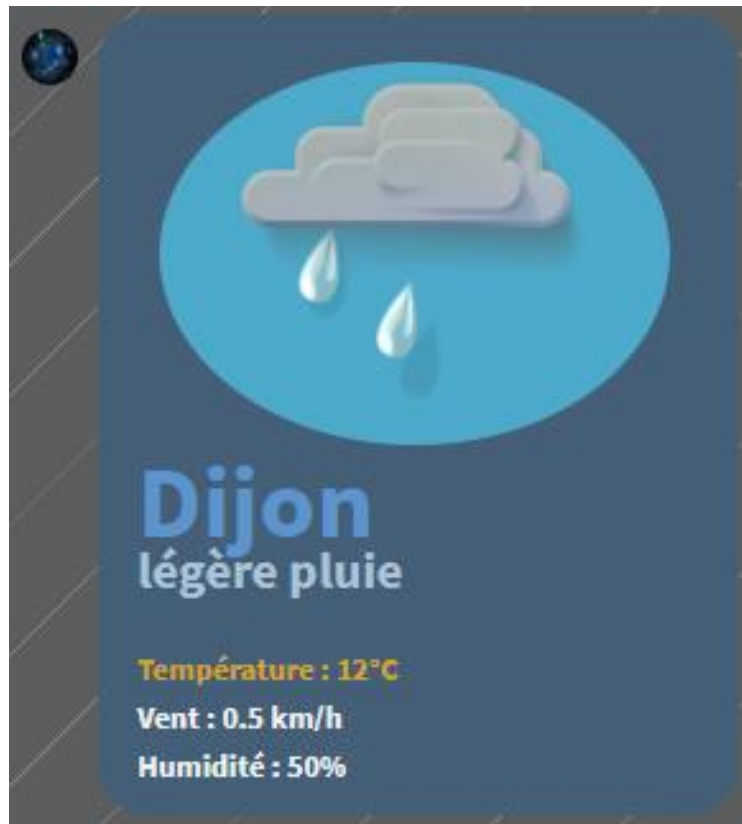 Dijon
légère pluie
Température : 12°C
Vent : 0.5 km/h
Humidité : 50%